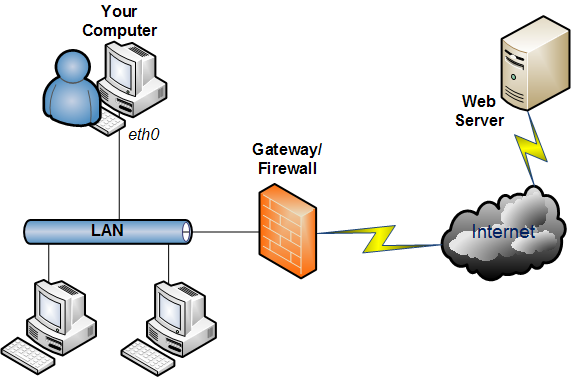 Your
Computer
eth0
Web
Server
Gateway/
Firewall
LAN
Internet